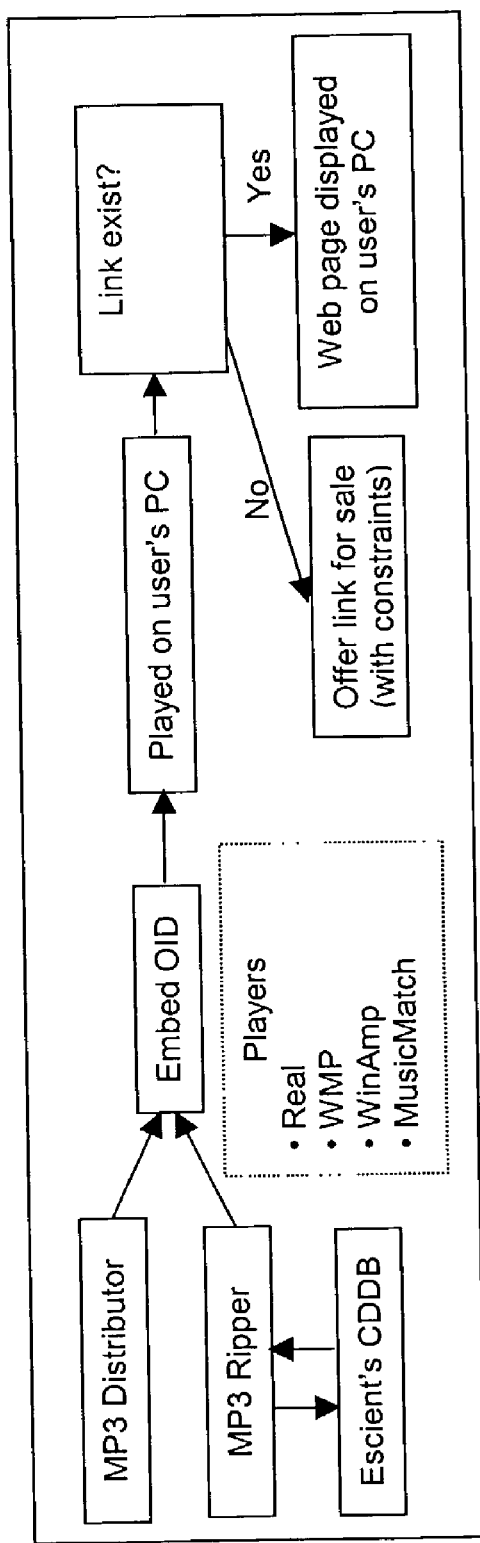 MP3 Distributor
MP3 Ripper
Escient's CDDB
Embed OID
Players
• Real
• WMP
• WinAmp
• MusicMatch
Played on user's PC
Link exist?
No
Yes
Offer link for sale
(with constraints)
Web page displayed
on user's PC